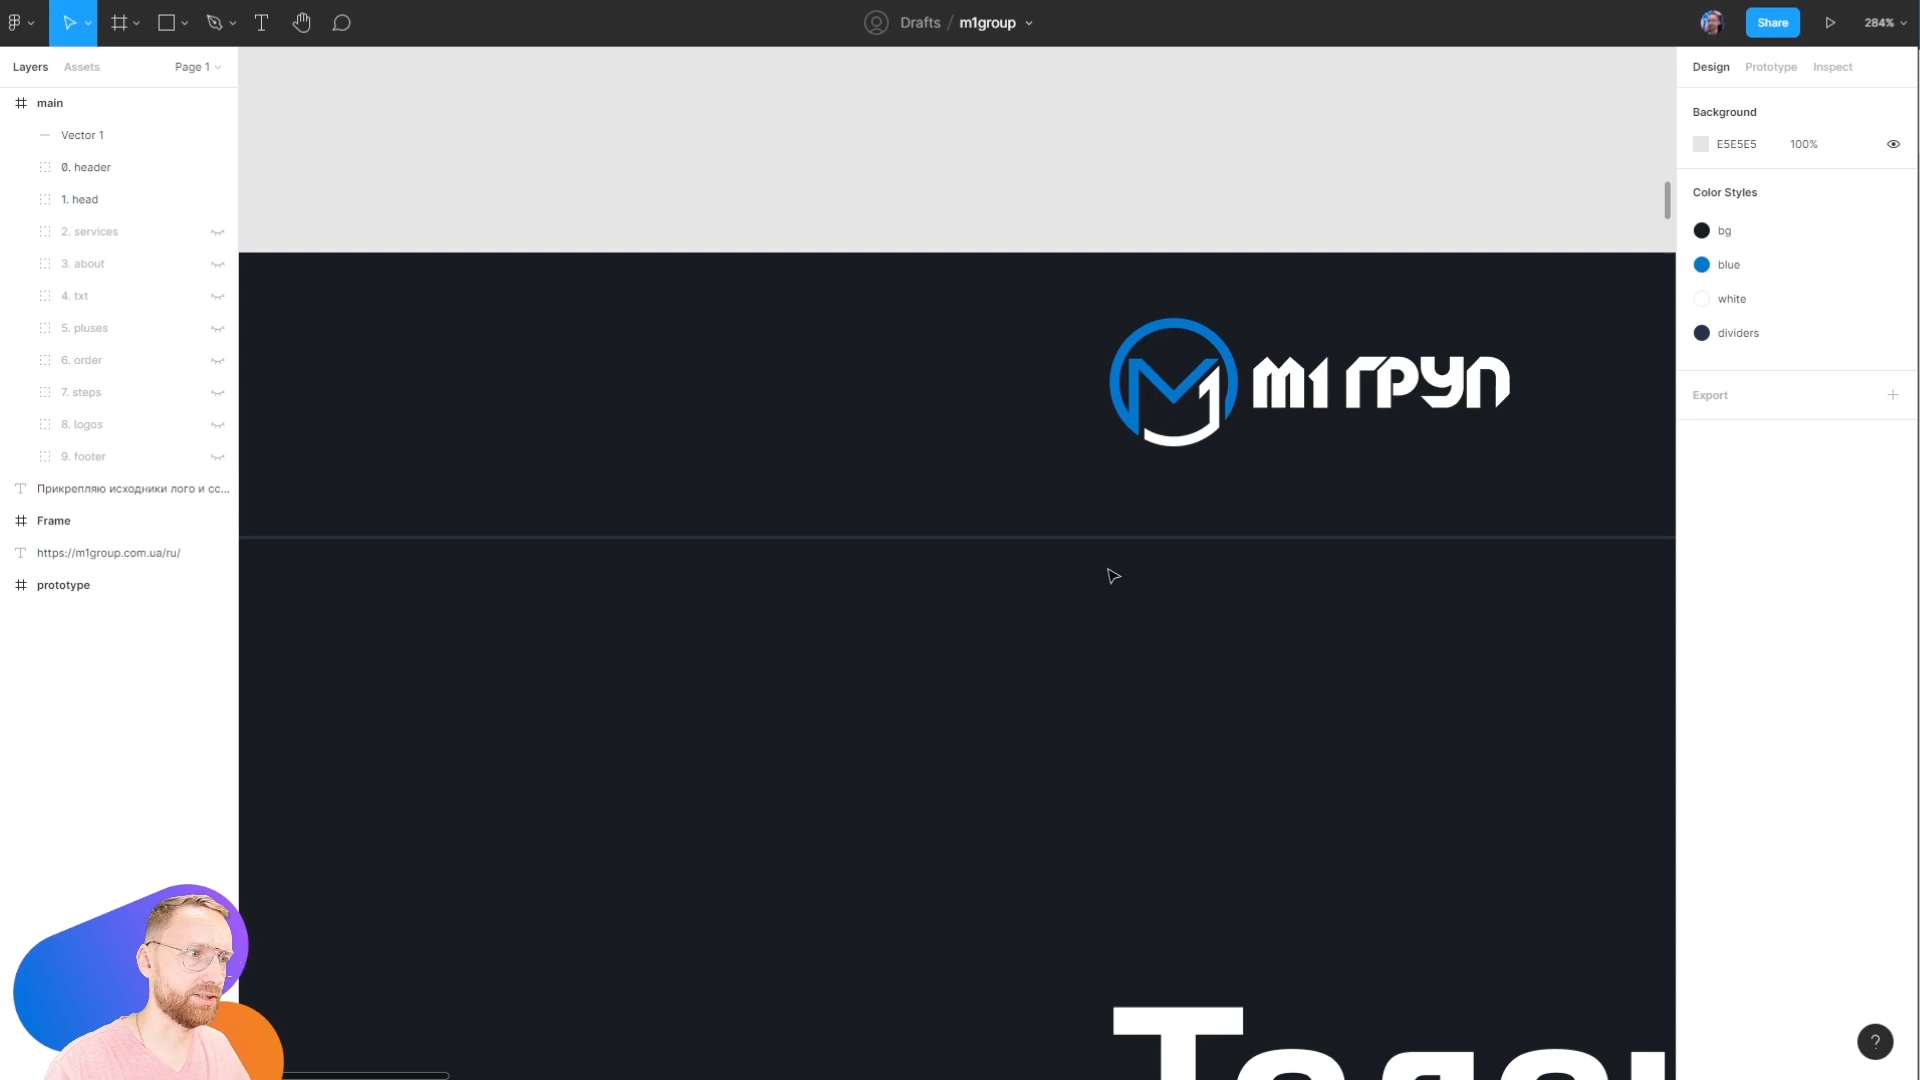 Drafts / m1group
Share
284%
Layers
Assets
Page 1
main
Vector 1
0. header
1. head
2. services
3. about
4. txt
5. pluses
6. order
7. steps
8. logos
9. footer
Прикрепляю исходники лого и сс...
Frame
https://m1group.com.ua/ru/
prototype
м1 груп
Design
Prototype
Inspect
Background
E5E5E5
100%
Color Styles
bg
blue
white
dividers
Export
?